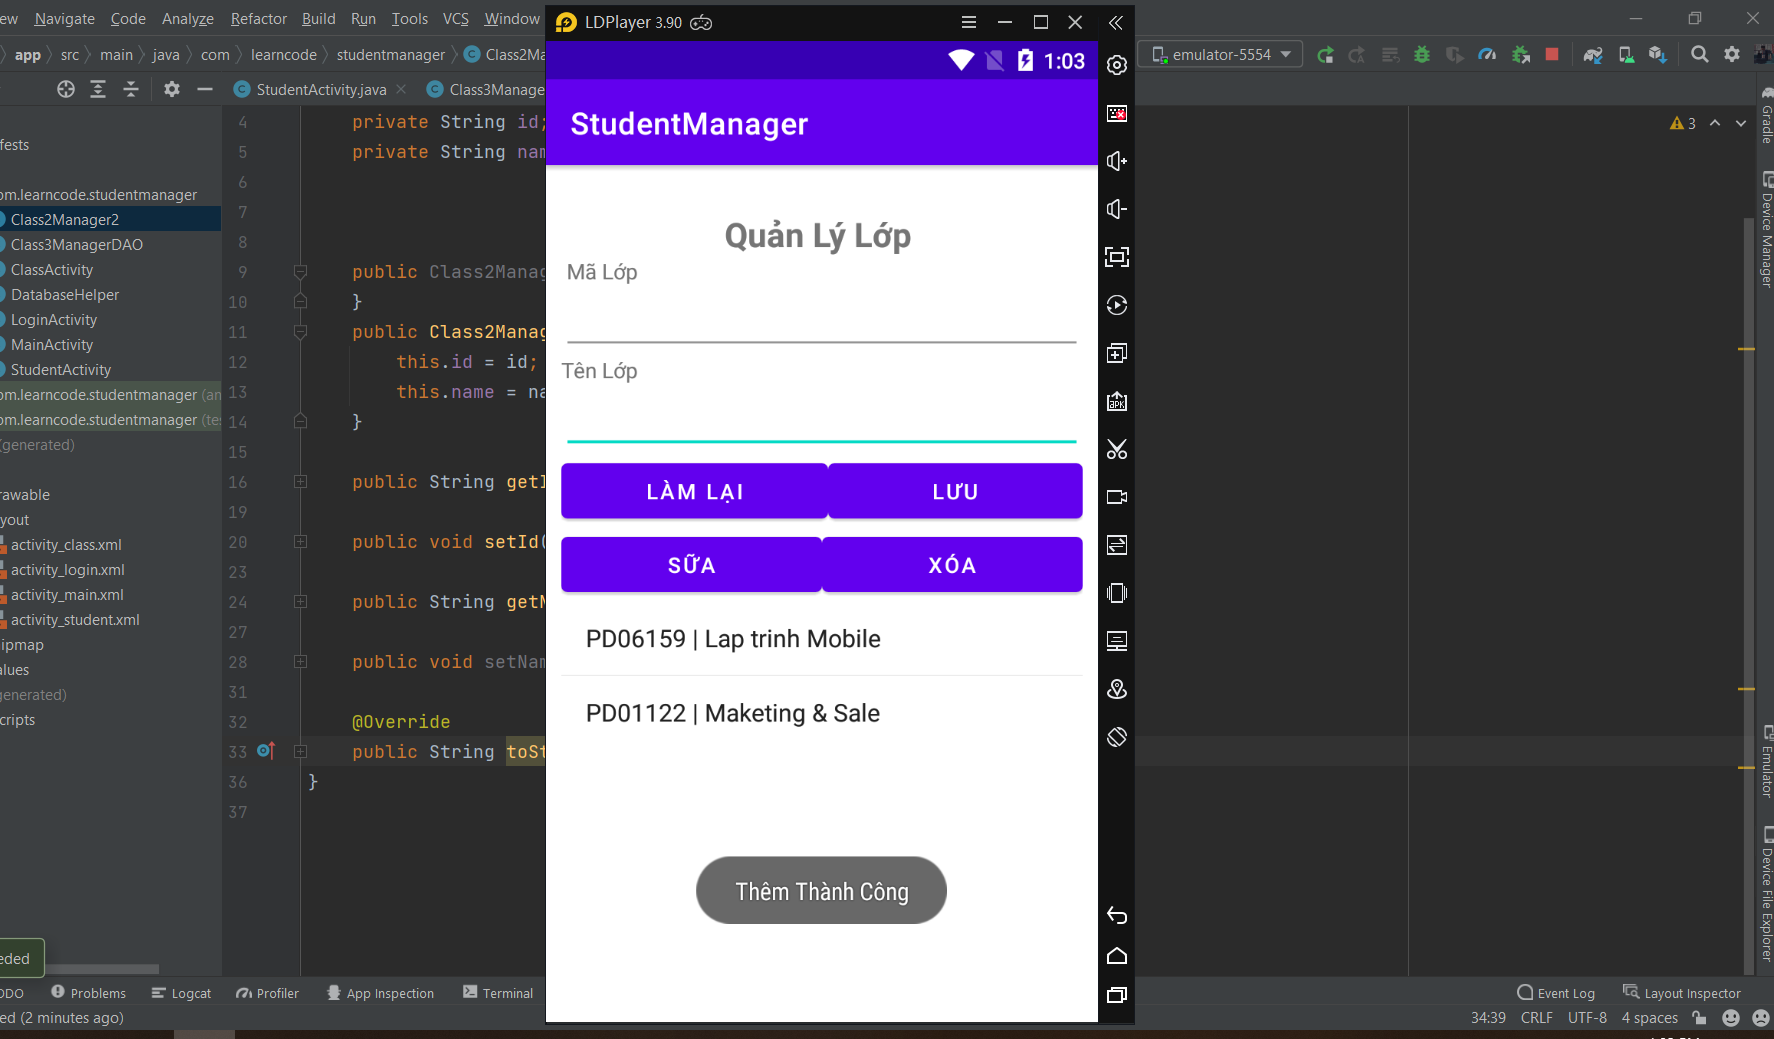 ew Navigate Code Analyze Refactor Build Run Tools VCS Window
app src main java com learncode studentmanager Class2Ma
emulator-5554
StudentActivity.java Class3Manage
fests
om.learncode.studentmanager
Class2Manager2
Class3ManagerDAO
ClassActivity
DatabaseHelper
LoginActivity
MainActivity
StudentActivity
om.learncode.studentmanager (an
om.learncode.studentmanager (tes
(generated)
rawable
yout
activity_class.xml
activity_login.xml
activity_main.xml
activity_student.xml
ipmap
alues
generated)
cripts
4 private String id;
5 private String nam
6
7
8
9 public Class2Manag
10 }
11 public Class2Manag
12 this.id = id;
13 this.name = na
14 }
15
16 public String getI
19
20 public void setId(
23
24 public String getN
27
28 public void setNam
31
32 @Override
33 public String toSt
36 }
37
LDPlayer 3.90
1:03
StudentManager
Quản Lý Lớp
Mã Lớp
Tên Lớp
LÀM LẠI LƯU
SỮA XÓA
PD06159 | Lap trinh Mobile
PD01122 | Maketing & Sale
Thêm Thành Công
APK
3
Gradle
Device Manager
Emulator
Device File Explorer
eded
ODO Problems Logcat Profiler App Inspection Terminal Event Log Layout Inspector
ed (2 minutes ago) 34:39 CRLF UTF-8 4 spaces